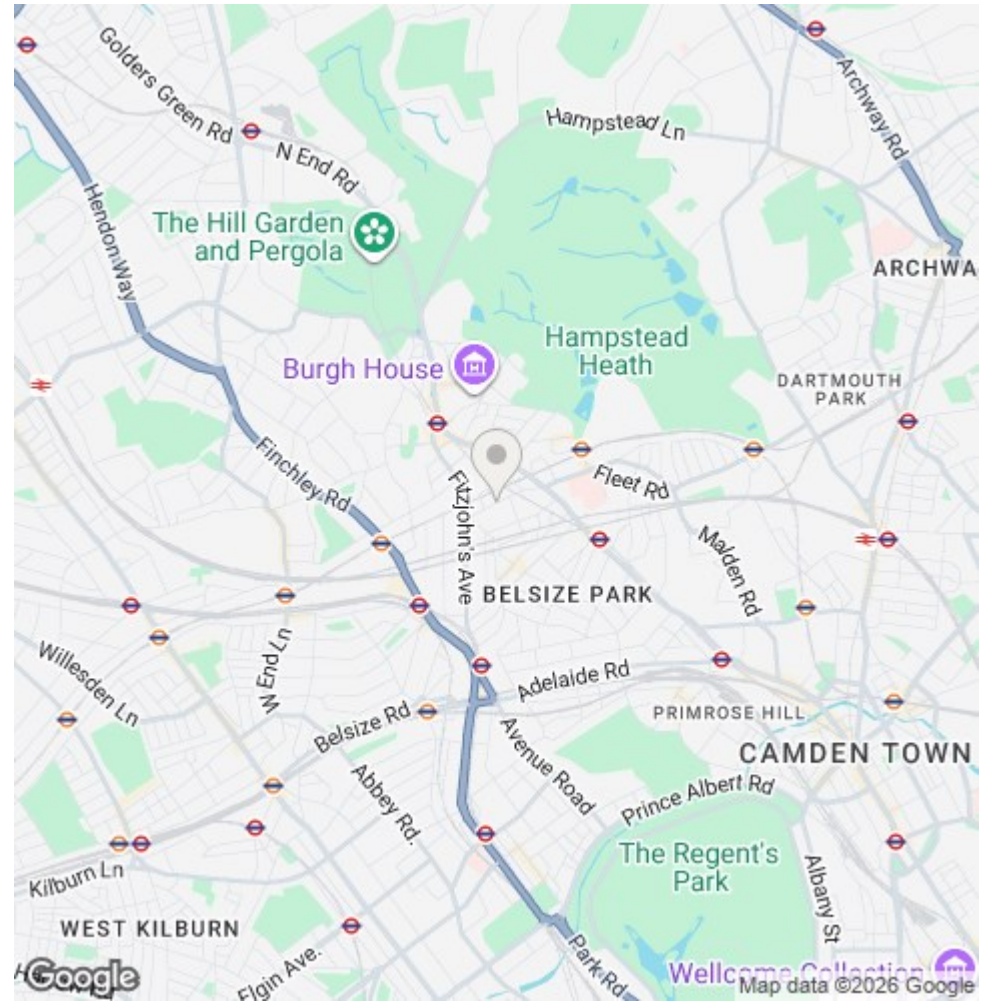 Golders Green Rd
N End Rd
Hampstead Ln
Archway Rd
Hendon Way
The Hill Garden
and Pergola
ARCHWA
Burgh House
Hampstead
Heath
DARTMOUTH
PARK
Finchley Rd
Fitzjohn's Ave
Fleet Rd
Malden Rd
BELSIZE PARK
Willesden Ln
W End Ln
Adelaide Rd
Belsize Rd
PRIMROSE HILL
Avenue Road
CAMDEN TOWN
Abbey Rd.
Prince Albert Rd
The Regent's
Park
Albany St
Kilburn Ln
WEST KILBURN
Elgin Ave.
Park Rd
Wellcome Collection
Google
Map data ©2026 Google